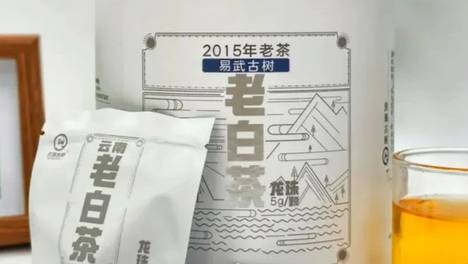 2015年老茶
易武古树
老白茶
龙珠
5g/颗
云南
老白茶
龙珠